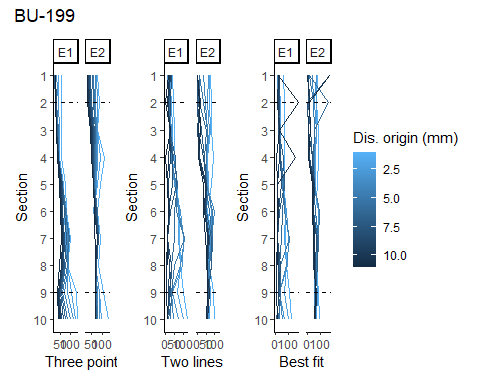 BU-199
E1 E2 E1 E2 E1 E2
1 1 1
2 2 2
3 3 3
4 4 4
5 5 5
6 6 6
7 7 7
8 8 8
9 9 9
10 10 10
Section Section Section
0100 0100
Three point Two lines Best fit
Dis. origin (mm)
2.5
5.0
7.5
10.0